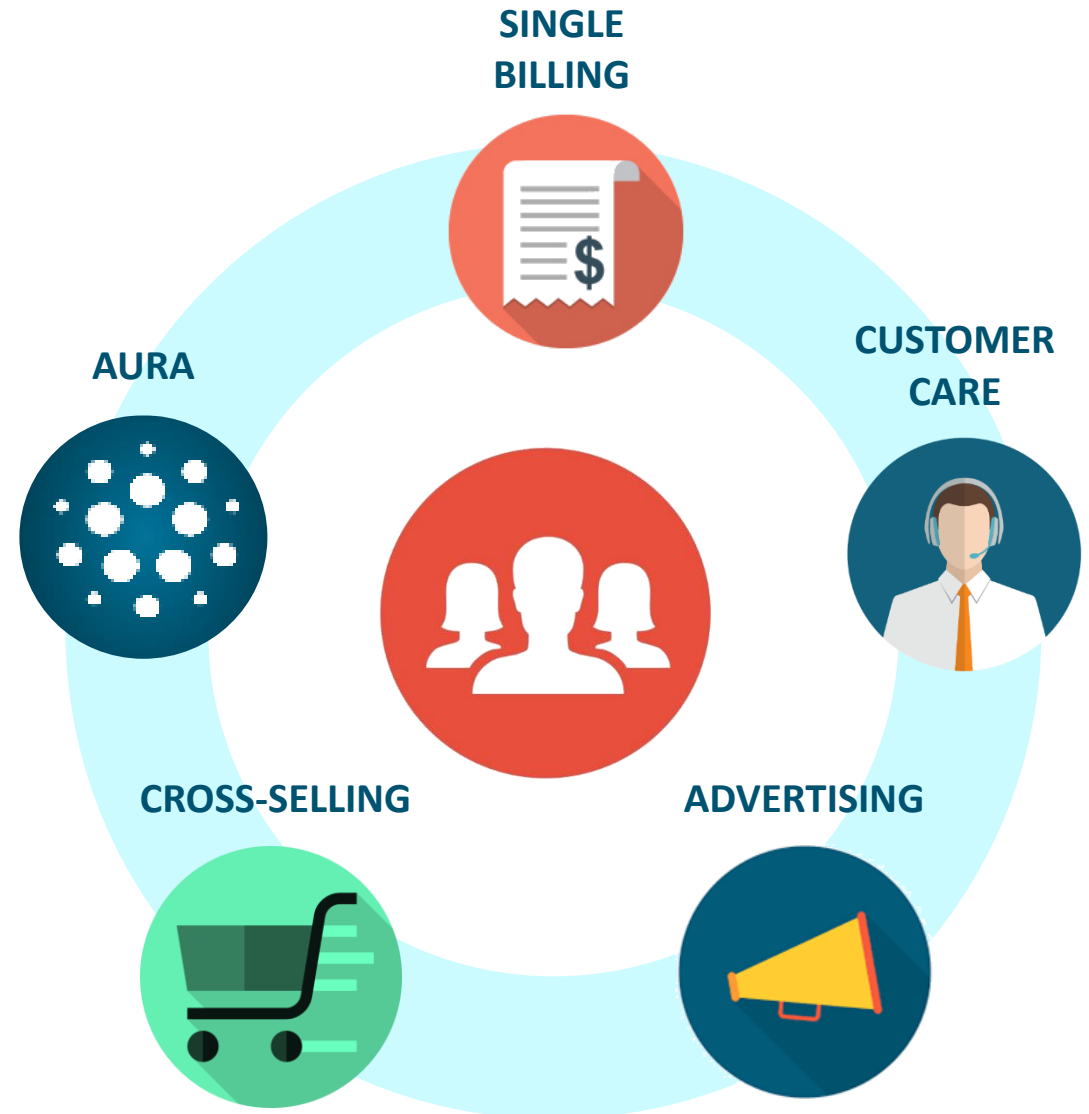 SINGLE
BILLING
$
CUSTOMER
CARE
AURA
CROSS-SELLING
ADVERTISING